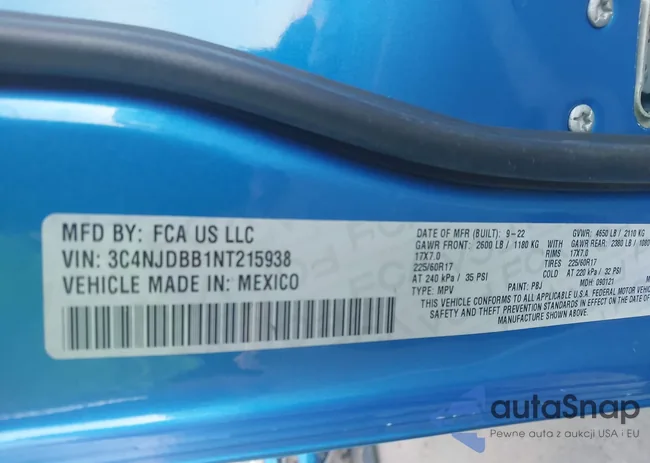 MFD BY: FCA US LLC
VIN: 3C4NJDBB1NT215938
VEHICLE MADE IN: MEXICO
DATE OF MFR (BUILT): 9-22 GVWR: 4650 LB / 2110 KG
GAWR FRONT: 2600 LB / 1180 KG WITH GAWR REAR: 2380 LB / 1080
17X7.0 RIMS 17X7.0
225/60R17 TIRES 225/60R17
AT 240 kPa / 35 PSI COLD AT 220 kPa / 32 PSI
TYPE: MPV PAINT: PBJ MDH: 090121
THIS VEHICLE CONFORMS TO ALL APPLICABLE U.S.A. FEDERAL MOTOR VEHICLE
THEFT PREVENTION STANDARDS IN EFFECT ON THE DATE OF
MANUFACTURE SHOWN ABOVE.
autaSnap
Pewne auta z aukcji USA i EU